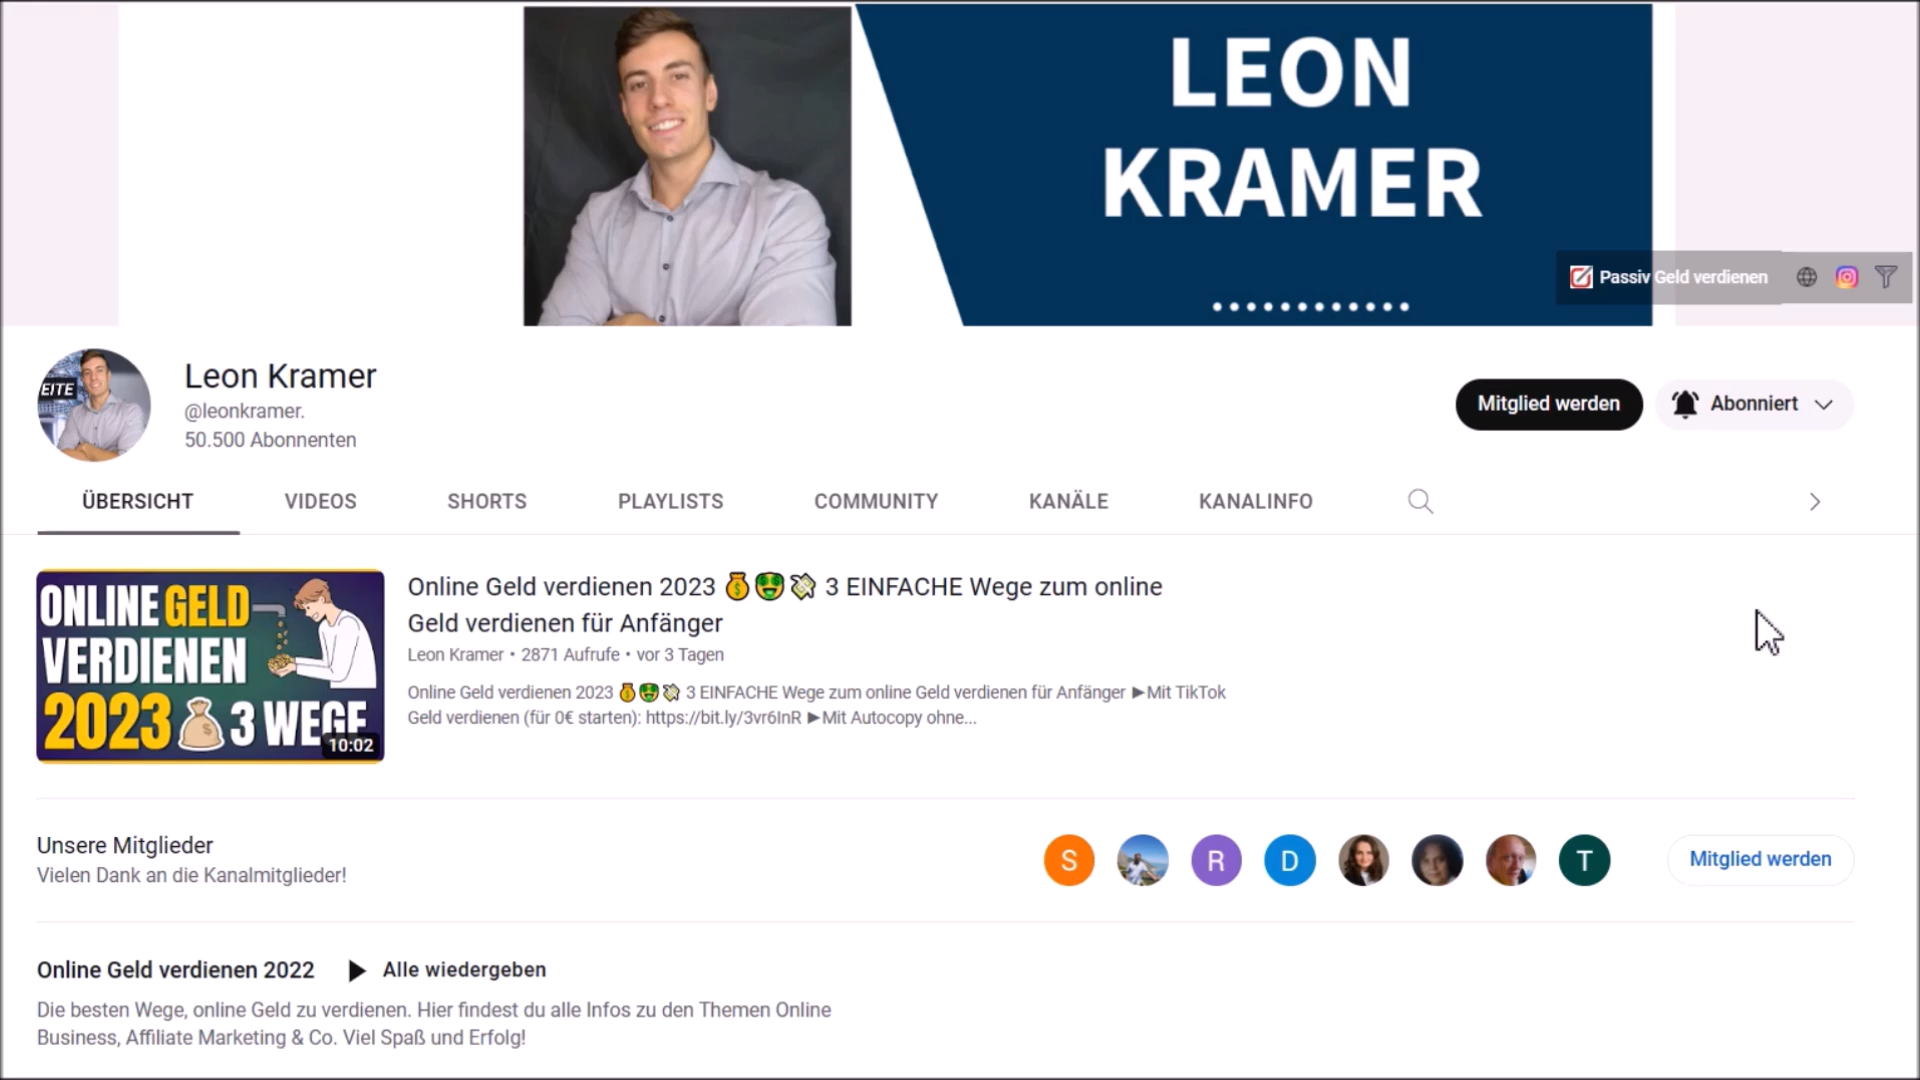 LEON
KRAMER
Passiv Geld verdienen
EITE
Leon Kramer
@leonkramer.
50.500 Abonnenten
Mitglied werden
Abonniert
ÜBERSICHT VIDEOS SHORTS PLAYLISTS COMMUNITY KANÄLE KANALINFO
ONLINE GELD
VERDIENEN
2023 3 WEGE
10:02
Online Geld verdienen 2023 💰🤑💸 3 EINFACHE Wege zum online
Geld verdienen für Anfänger
Leon Kramer • 2871 Aufrufe • vor 3 Tagen
Online Geld verdienen 2023 💰🤑💸 3 EINFACHE Wege zum online Geld verdienen für Anfänger ►Mit TikTok
Geld verdienen (für 0€ starten): https://bit.ly/3vr6InR ►Mit Autocopy ohne...
Unsere Mitglieder
Vielen Dank an die Kanalmitglieder!
S R D T
Mitglied werden
Online Geld verdienen 2022 ▶ Alle wiedergeben
Die besten Wege, online Geld zu verdienen. Hier findest du alle Infos zu den Themen Online
Business, Affiliate Marketing & Co. Viel Spaß und Erfolg!